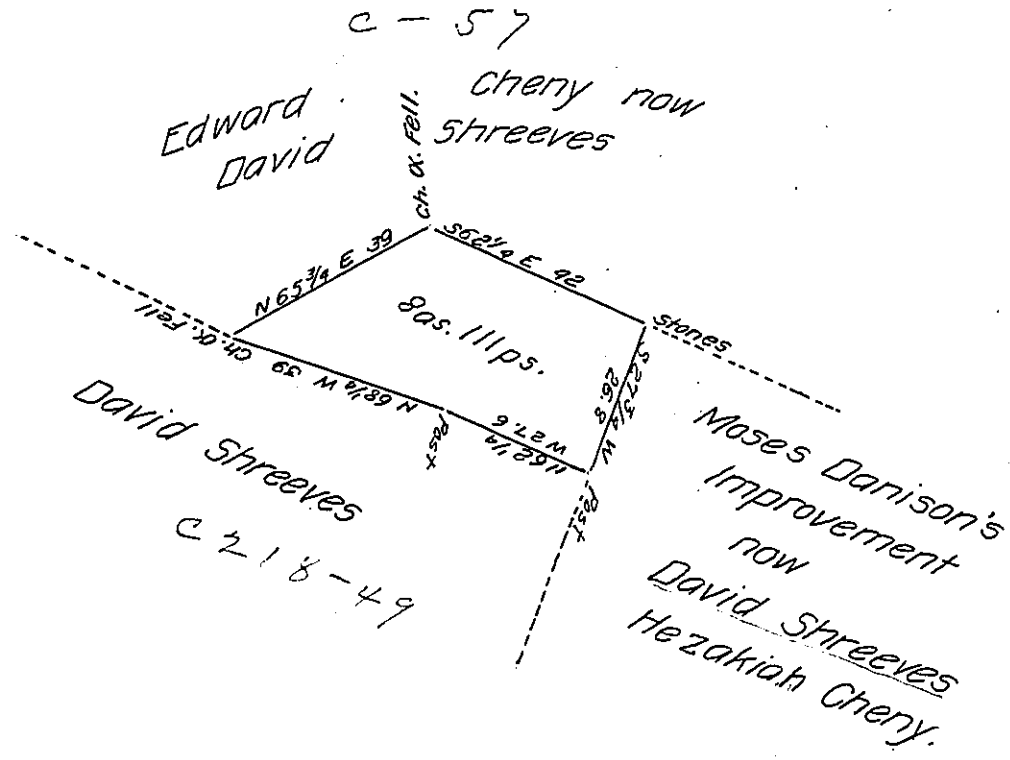 C - 57
Edward
David
Cheny now
Shreeves
Ch. O. Fell.
N 65 3/4 E 39
S 62 1/4 E 42
8as. 111ps.
Stones
S 27 3/4 W
26.8
Post
N 62 1/4 W 27.6
Post
N 68 1/4 W 39
Ch. O. Fell
David Shreeves
C 218-49
Moses Danison's
Improvement
now
David Shreeves
Hezakiah Cheny.